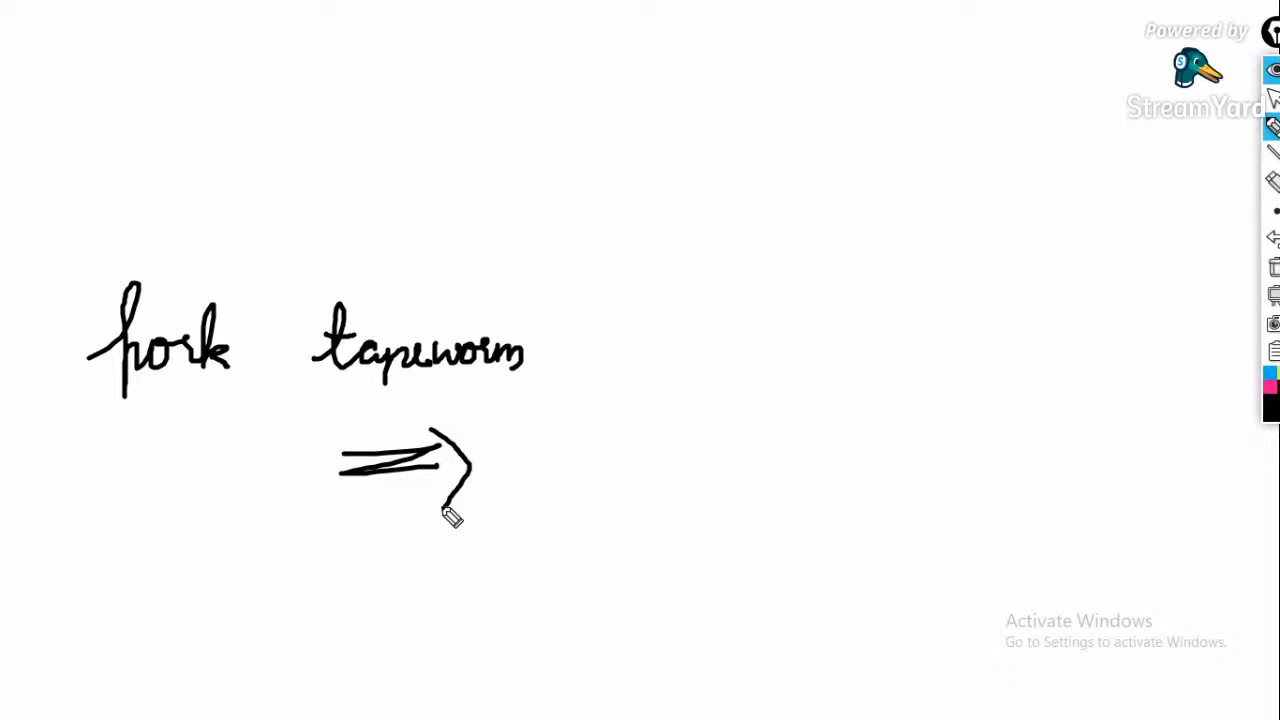 Powered by
StreamYard
pork tapeworm
Activate Windows
Go to Settings to activate Windows.